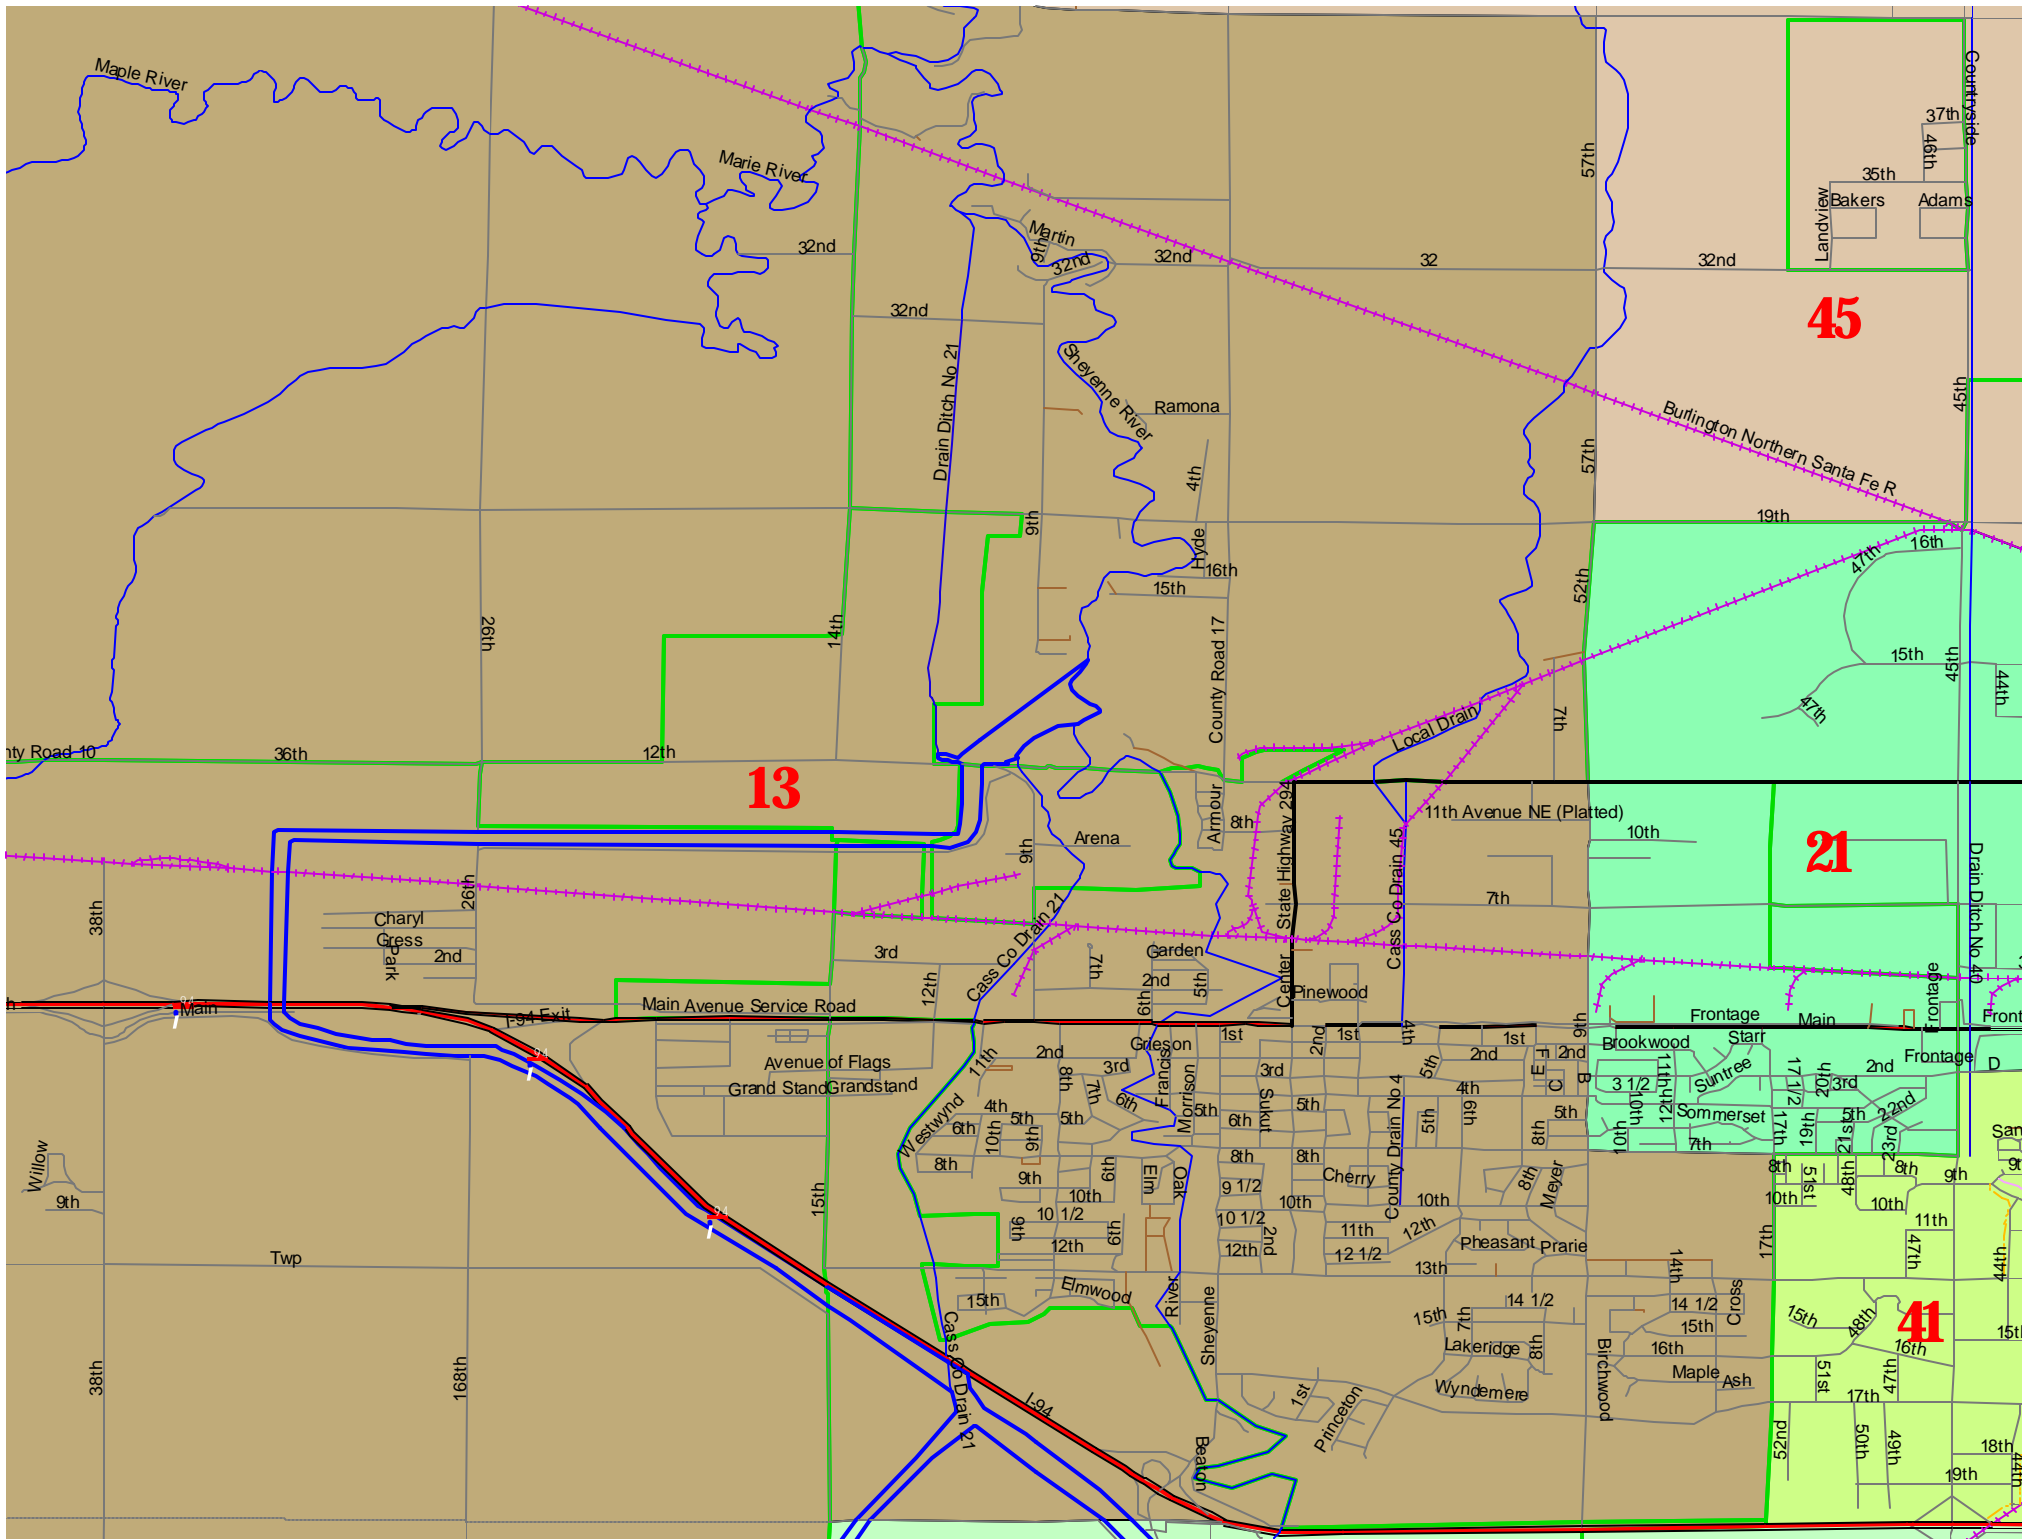 Maple River
Marie River
Countryside
37th
46th
57th
35th
Landview
Bakers
Adams
Martin
9th
32nd
32nd
32nd
32
32nd
32nd
45
Drain Ditch No 21
Sheyenne River
Ramona
45th
Burlington Northern Santa Fe R
57th
4th
19th
9th
Hyde
16th
47th
16th
15th
52th
26th
14th
County Road 17
15th
45th
44th
47th
7th
Local Drain
nty Road 10
36th
12th
13
State Highway 294
Armour
8th
11th Avenue NE (Platted)
10th
21
Arena
9th
Cass Co Drain 45
Drain Ditch No 40
26th
38th
Charyl
Gress
Park
2nd
7th
3rd
Cass Co Drain 21
7th
Garden
2nd
5th
Center
Pinewood
12th
6th
Frontage
h
94
Main
I-94 Exit
Main Avenue Service Road
Frontage
Main
Front
Grieson
1st
2nd
1st
4th
1st
9th
94
Avenue of Flags
Grand Stand
Grandstand
11th
2nd
8th
3rd
7th
6th
Francis
Morrison
3rd
Sukut
5th
2nd
F
E
2nd
C
B
Brookwood
Starr
Suntree
11th
3 1/2
10th
12th
17 1/2
20th
2nd
3rd
Frontage
D
4th
6th
Westwynd
4th
5th
5th
6th
10th
9th
5th
6th
5th
County Drain No 4
5th
8th
5th
Sommerset
10th
7th
17th
19th
5th
21st
22nd
23rd
San
Willow
9th
8th
9th
10th
6th
Elm
Oak
8th
9 1/2
8th
Cherry
10th
10th
8th
Meyer
8th
51st
48th
8th
9th
10th
10th
15th
94
10 1/2
9th
12th
6th
10 1/2
12th
2nd
11th
12 1/2
12th
Pheasant
Prarie
17th
11th
47th
44th
Twp
13th
14th
Elmwood
15th
River
Sheyenne
15th
7th
14 1/2
14 1/2
15th
Cross
15th
48th
41
15th
16th
Lakeridge
8th
16th
Birchwood
Maple
Ash
51st
47th
38th
168th
Cass Co Drain 21
I-94
1st
Princeton
Wyndemere
17th
52nd
50th
49th
18th
44th
19th
Beaton